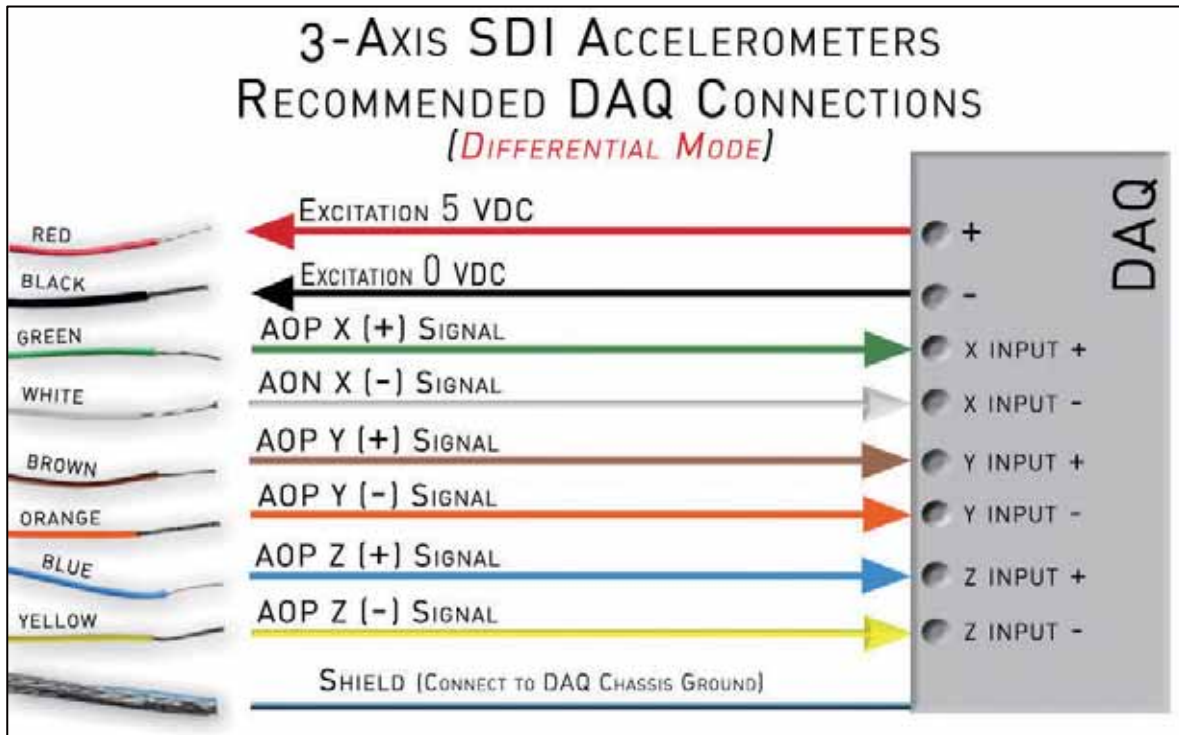 3-Axis SDI Accelerometers
Recommended DAQ Connections
(Differential Mode)
DAQ
RED
Excitation 5 VDC
+
BLACK
Excitation 0 VDC
-
GREEN
AOP X (+) Signal
X INPUT +
WHITE
AON X (-) Signal
X INPUT -
BROWN
AOP Y (+) Signal
Y INPUT +
ORANGE
AOP Y (-) Signal
Y INPUT -
BLUE
AOP Z (+) Signal
Z INPUT +
YELLOW
AOP Z (-) Signal
Z INPUT -
Shield (Connect to DAQ Chassis Ground)